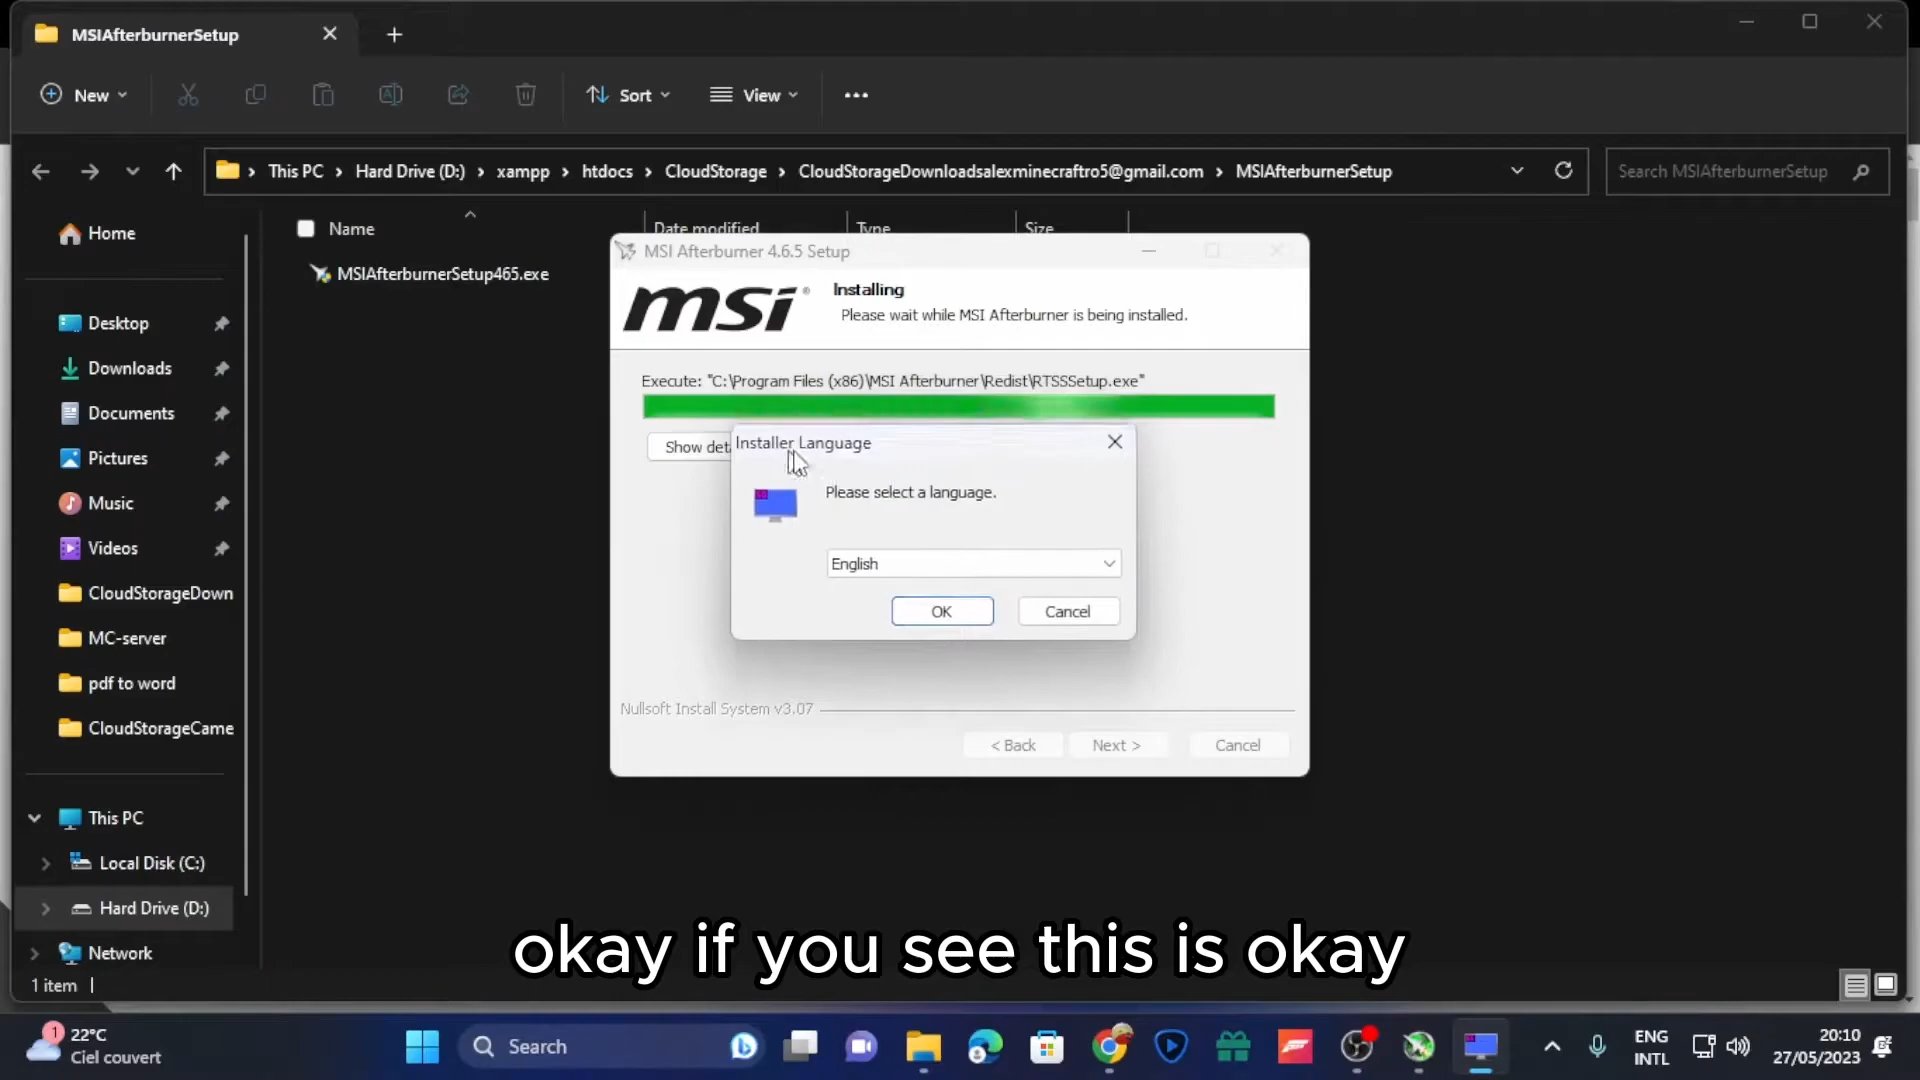 MSIAfterburnerSetup
New
Sort
View
This PC > Hard Drive (D:) > xampp > htdocs > CloudStorage > CloudStorageDownloadsalexminecraftro5@gmail.com > MSIAfterburnerSetup
Search MSIAfterburnerSetup
Home
Desktop
Downloads
Documents
Pictures
Music
Videos
CloudStorageDown
MC-server
pdf to word
CloudStorageCame
This PC
Local Disk (C:)
Hard Drive (D:)
Network
1 item
Name
Date modified
Type
Size
MSIAfterburnerSetup465.exe
MSI Afterburner 4.6.5 Setup
msi
Installing
Please wait while MSI Afterburner is being installed.
Execute: "C:\Program Files (x86)\MSI Afterburner\Redist\RTSSSetup.exe"
Show deta
Installer Language
Please select a language.
English
OK
Cancel
Nullsoft Install System v3.07
< Back
Next >
Cancel
okay if you see this is okay
1
22°C
Ciel couvert
Search
ENG
INTL
20:10
27/05/2023